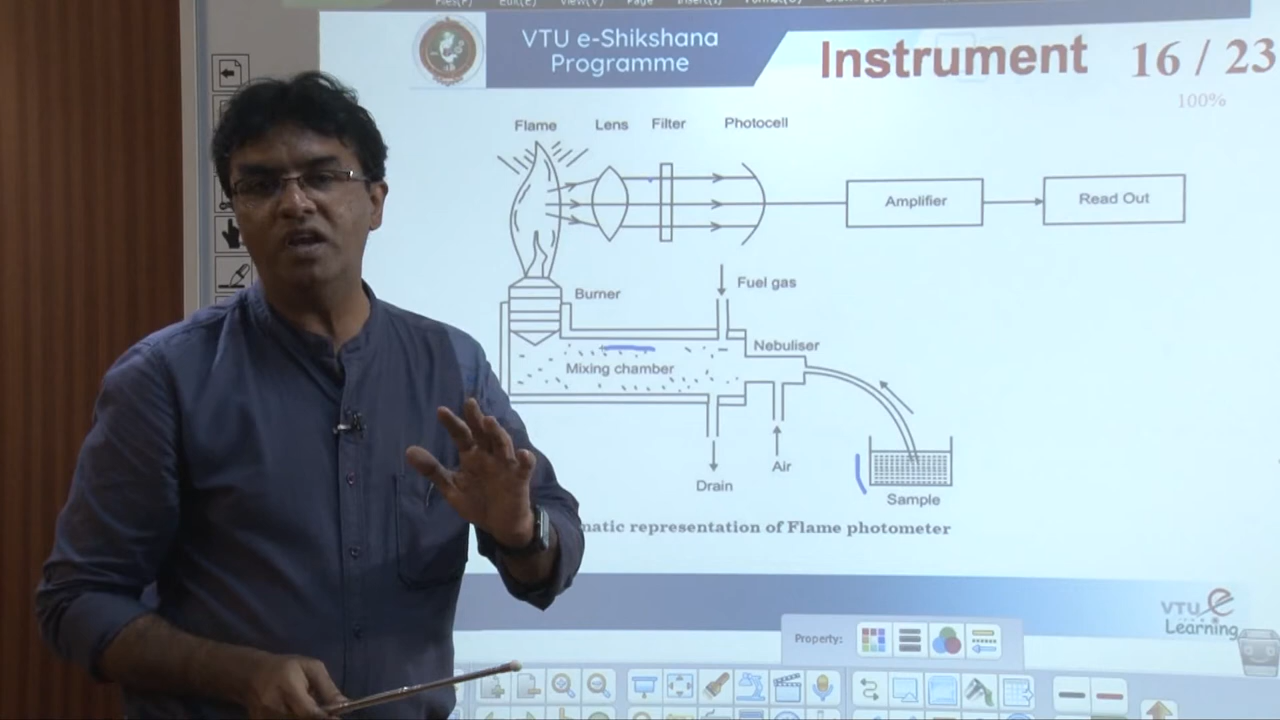 VTU e-Shikshana
Programme
Instrument 16 / 23
100%
Flame Lens Filter Photocell
Amplifier
Read Out
Fuel gas
Burner
Nebuliser
Mixing chamber
Air
Drain
Sample
matic representation of Flame photometer
VTU e
Learning
Property: